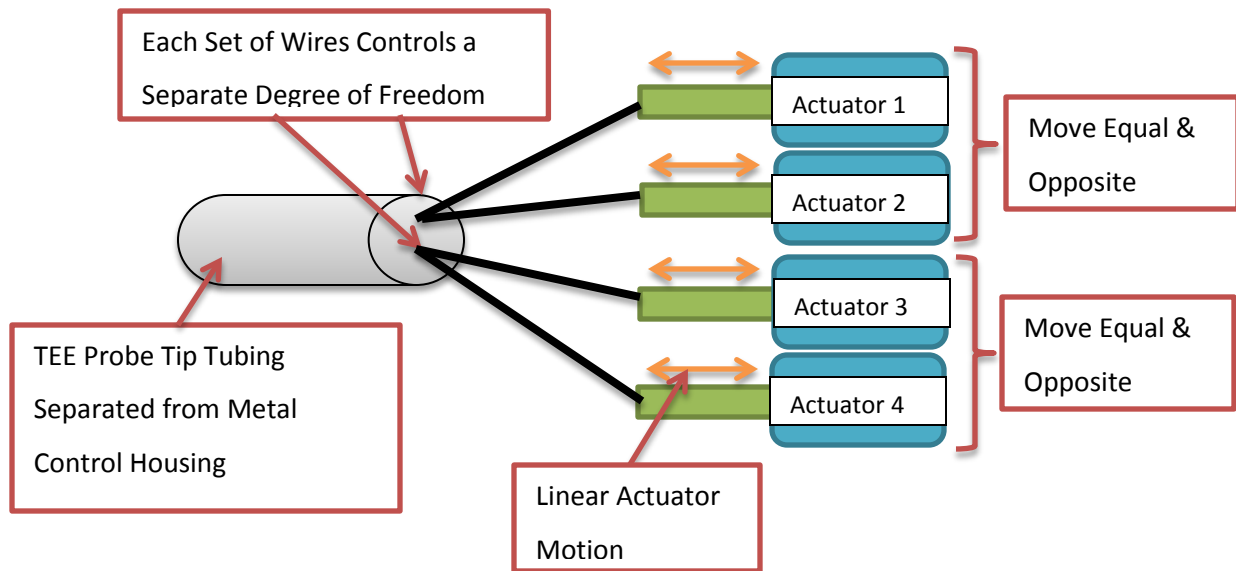 Each Set of Wires Controls a
Separate Degree of Freedom
Actuator 1
Actuator 2
Move Equal &
Opposite
Actuator 3
Actuator 4
Move Equal &
Opposite
TEE Probe Tip Tubing
Separated from Metal
Control Housing
Linear Actuator
Motion